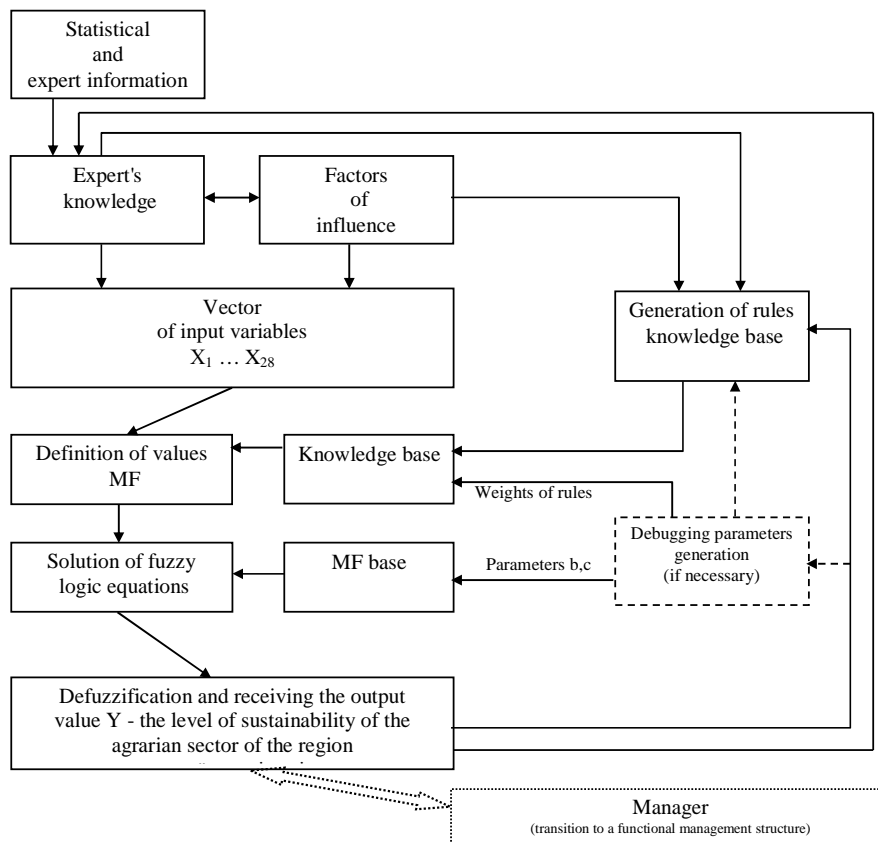 Statistical
and
expert information
Expert's
knowledge
Factors
of
influence
Vector
of input variables
X₁ … X₂₈
Generation of rules
knowledge base
Definition of values
MF
Knowledge base
Weights of rules
Debugging parameters
generation
(if necessary)
Solution of fuzzy
logic equations
MF base
Parameters b,c
Defuzzification and receiving the output
value Y - the level of sustainability of the
agrarian sector of the region
Manager
(transition to a functional management structure)